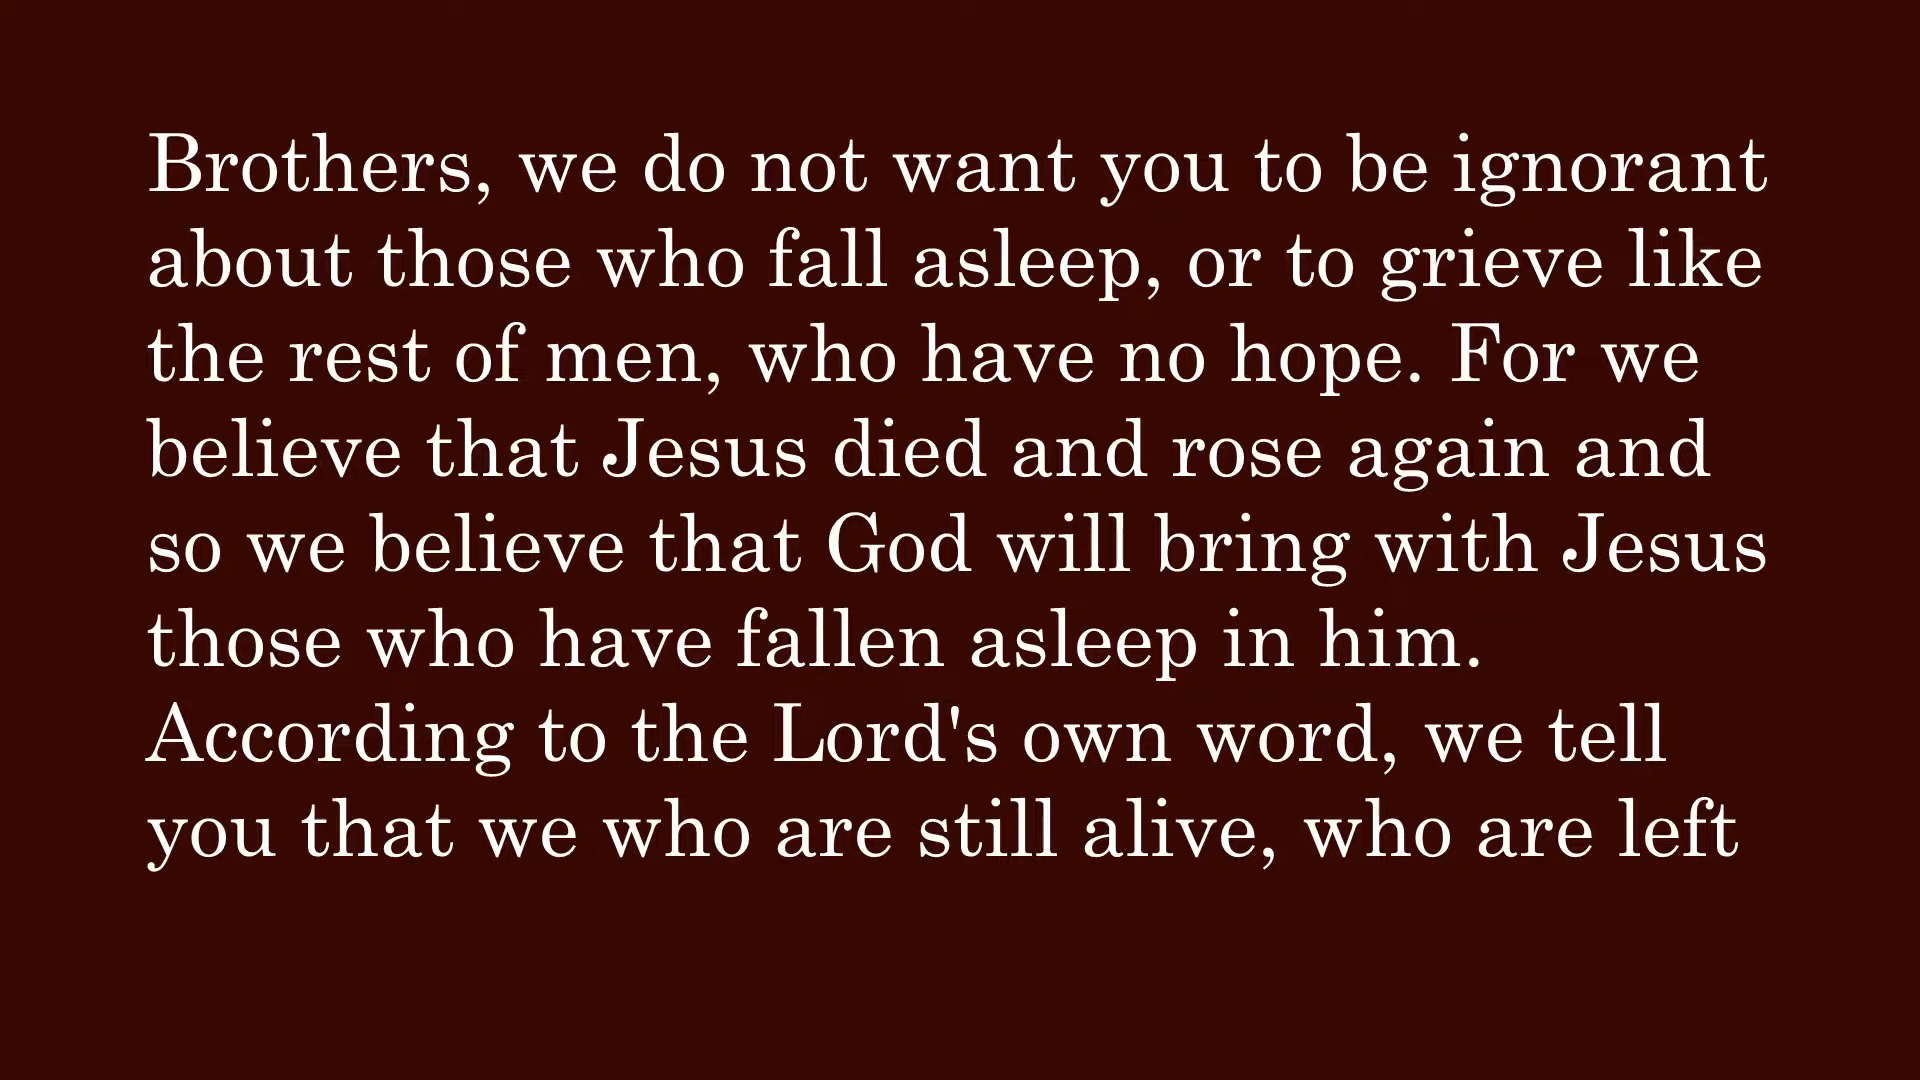 Brothers, we do not want you to be ignorant
about those who fall asleep, or to grieve like
the rest of men, who have no hope. For we
believe that Jesus died and rose again and
so we believe that God will bring with Jesus
those who have fallen asleep in him.
According to the Lord's own word, we tell
you that we who are still alive, who are left